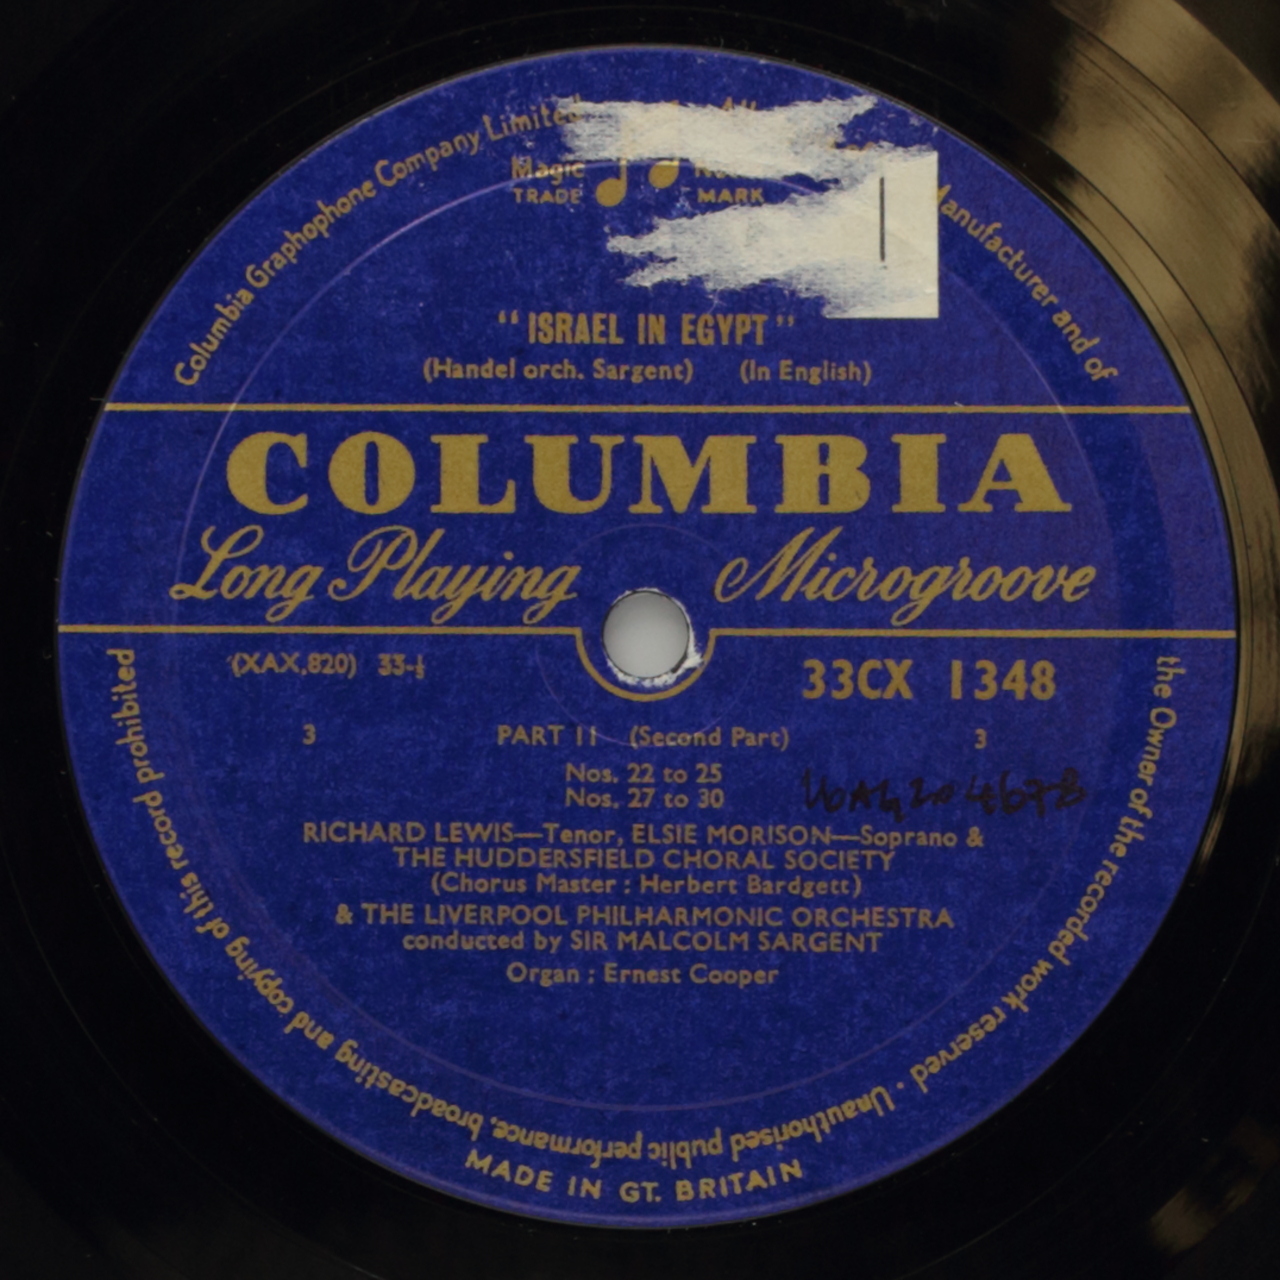 Columbia Graphophone Company Limited
Manufacturer and of
the Owner of the recorded work reserved · Unauthorised public performance, broadcasting and copying of this record prohibited
Magic
TRADE MARK
“ ISRAEL IN EGYPT ”
(Handel orch. Sargent) (In English)
COLUMBIA
Long Playing Microgroove
(XAX.820) 33-⅓ 33CX 1348
3 PART II (Second Part) 3
Nos. 22 to 25
Nos. 27 to 30
RICHARD LEWIS—Tenor, ELSIE MORISON—Soprano &
THE HUDDERSFIELD CHORAL SOCIETY
(Chorus Master : Herbert Bardgett)
& THE LIVERPOOL PHILHARMONIC ORCHESTRA
conducted by SIR MALCOLM SARGENT
Organ : Ernest Cooper
MADE IN GT. BRITAIN